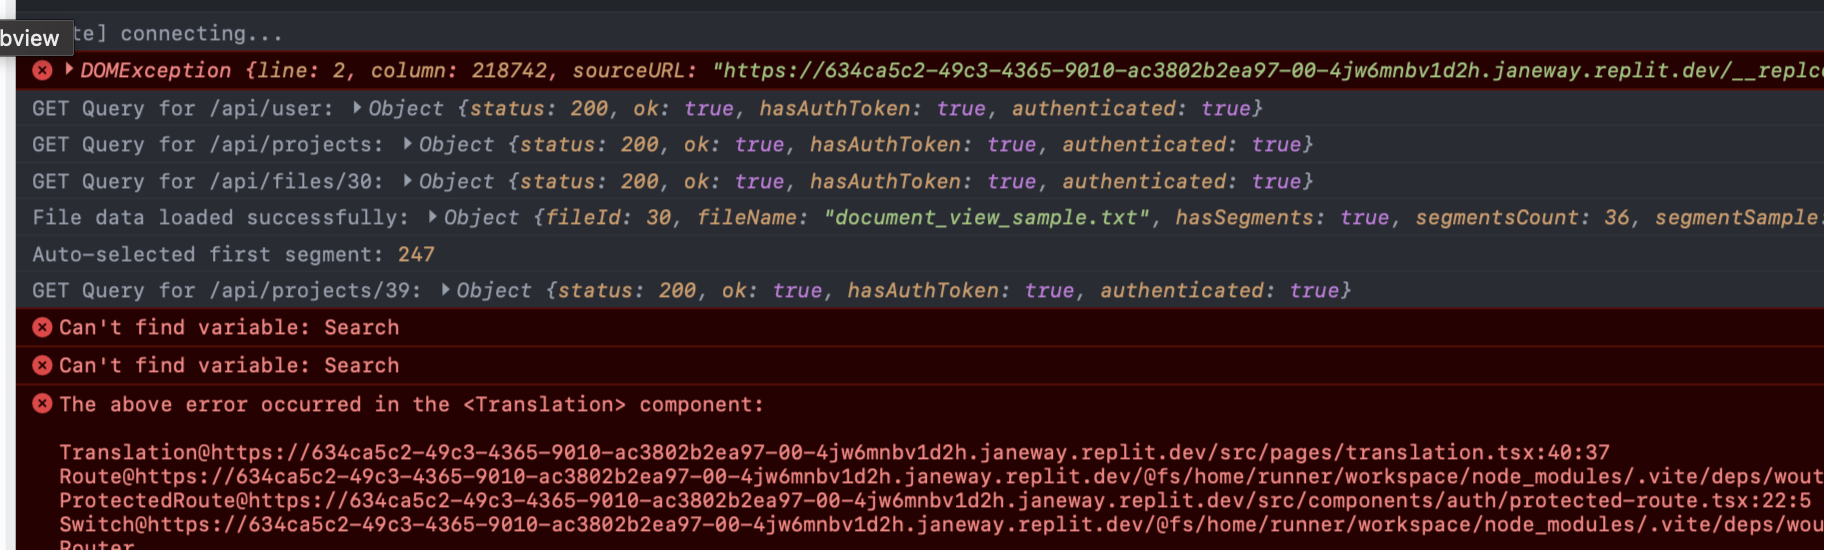 te] connecting...
bview
DOMException {line: 2, column: 218742, sourceURL: "https://634ca5c2-49c3-4365-9010-ac3802b2ea97-00-4jw6mnbv1d2h.janeway.replit.dev/__replco
GET Query for /api/user: Object {status: 200, ok: true, hasAuthToken: true, authenticated: true}
GET Query for /api/projects: Object {status: 200, ok: true, hasAuthToken: true, authenticated: true}
GET Query for /api/files/30: Object {status: 200, ok: true, hasAuthToken: true, authenticated: true}
File data loaded successfully: Object {fileId: 30, fileName: "document_view_sample.txt", hasSegments: true, segmentsCount: 36, segmentSample:
Auto-selected first segment: 247
GET Query for /api/projects/39: Object {status: 200, ok: true, hasAuthToken: true, authenticated: true}
Can't find variable: Search
Can't find variable: Search
The above error occurred in the <Translation> component:
Translation@https://634ca5c2-49c3-4365-9010-ac3802b2ea97-00-4jw6mnbv1d2h.janeway.replit.dev/src/pages/translation.tsx:40:37
Route@https://634ca5c2-49c3-4365-9010-ac3802b2ea97-00-4jw6mnbv1d2h.janeway.replit.dev/@fs/home/runner/workspace/node_modules/.vite/deps/wout
ProtectedRoute@https://634ca5c2-49c3-4365-9010-ac3802b2ea97-00-4jw6mnbv1d2h.janeway.replit.dev/src/components/auth/protected-route.tsx:22:5
Switch@https://634ca5c2-49c3-4365-9010-ac3802b2ea97-00-4jw6mnbv1d2h.janeway.replit.dev/@fs/home/runner/workspace/node_modules/.vite/deps/wou
Router